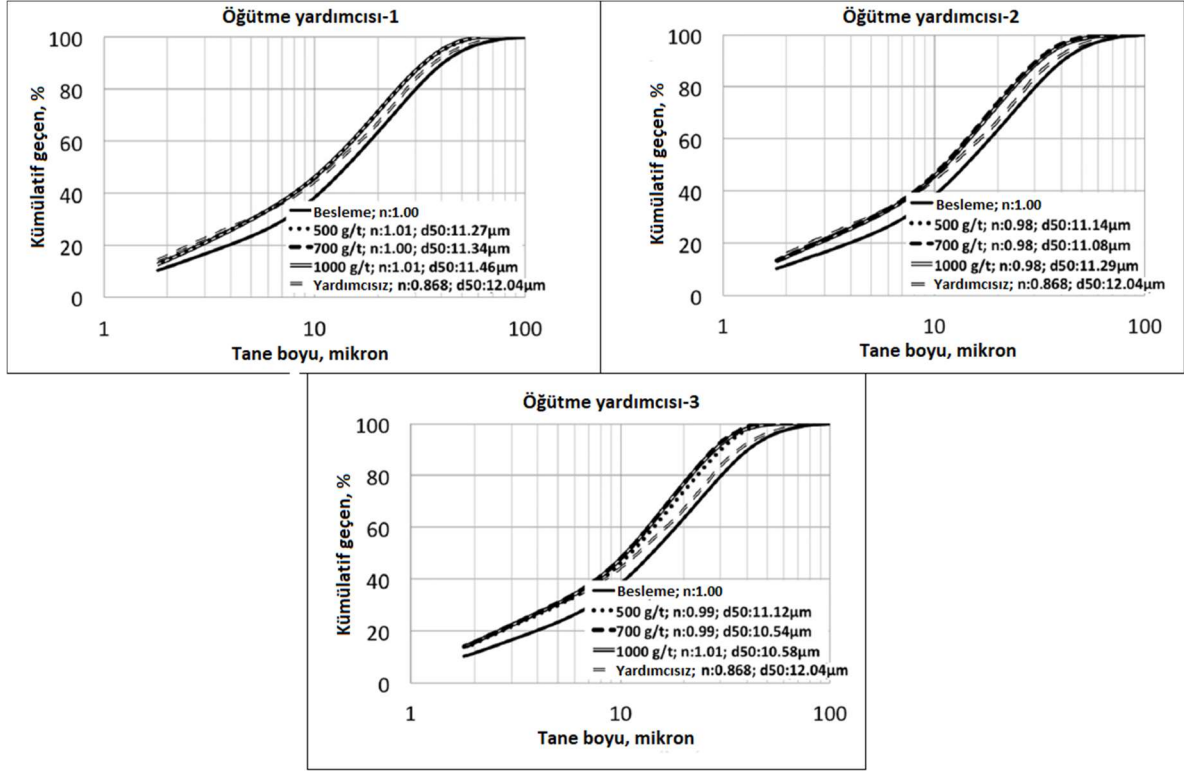 Öğütme yardımcısı-1
Kümülatif geçen, %
100
80
60
40
20
0
Besleme; n:1.00
500 g/t; n:1.01; d50:11.27µm
700 g/t; n:1.00; d50:11.34µm
1000 g/t; n:1.01; d50:11.46µm
Yardımcısız; n:0.868; d50:12.04µm
1 10 100
Tane boyu, mikron
Öğütme yardımcısı-2
Kümülatif geçen, %
100
80
60
40
20
0
Besleme; n:1.00
500 g/t; n:0.98; d50:11.14µm
700 g/t; n:0.98; d50:11.08µm
1000 g/t; n:0.98; d50:11.29µm
Yardımcısız; n:0.868; d50:12.04µm
1 10 100
Tane boyu, mikron
Öğütme yardımcısı-3
Kümülatif geçen, %
100
80
60
40
20
0
Besleme; n:1.00
500 g/t; n:0.99; d50:11.12µm
700 g/t; n:0.99; d50:10.54µm
1000 g/t; n:1.01; d50:10.58µm
Yardımcısız; n:0.868; d50:12.04µm
1 10 100
Tane boyu, mikron